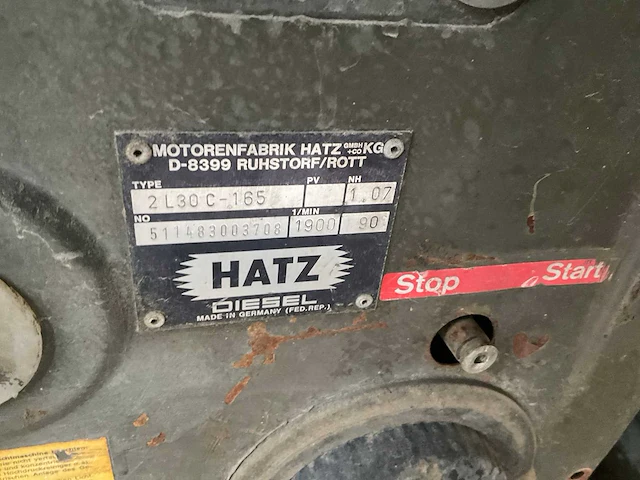 MOTORENFABRIK HATZ GMBH +CO KG
D-8399 RUHSTORF/ROTT
TYPE PV NH
2L30C-165 1.07
NO 1/MIN
511483003708 1900 90
HATZ
DIESEL
MADE IN GERMANY (FED.REP.)
Stop Start